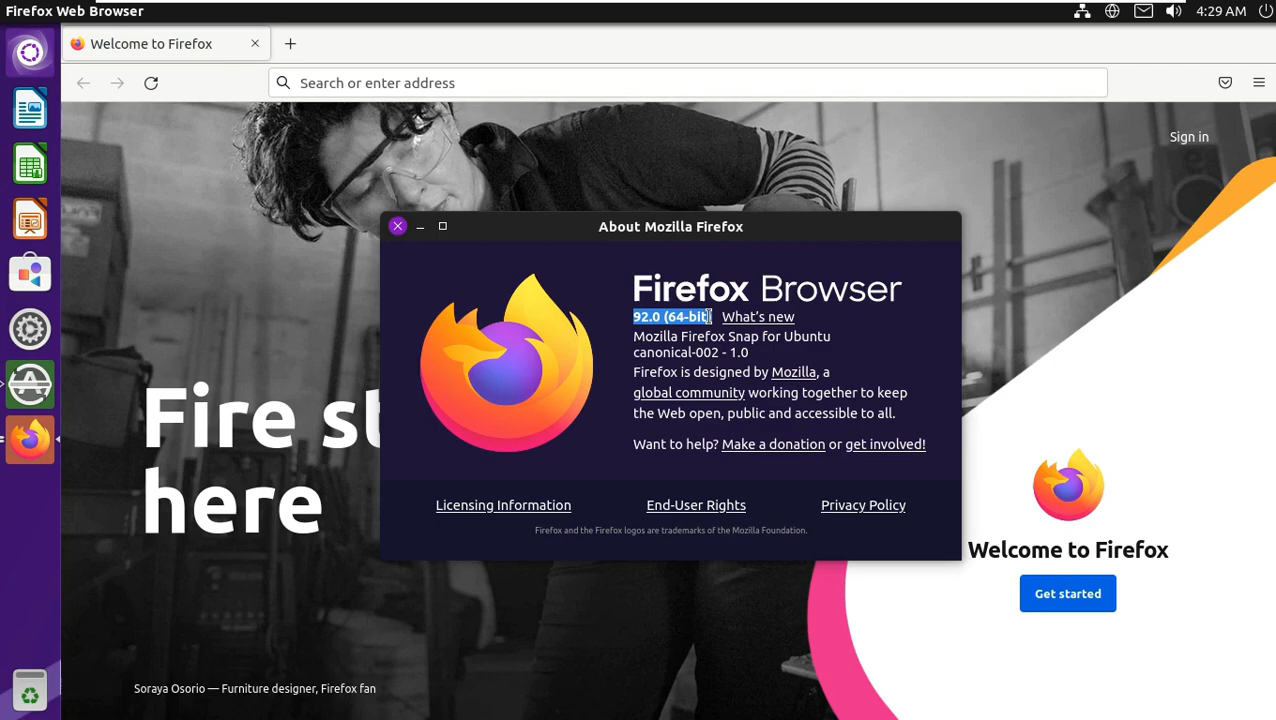 Firefox Web Browser
4:29 AM
Welcome to Firefox
Search or enter address
Sign in
About Mozilla Firefox
Firefox Browser
92.0 (64-bit) What's new
Mozilla Firefox Snap for Ubuntu
canonical-002 - 1.0
Firefox is designed by Mozilla, a
global community working together to keep
the Web open, public and accessible to all.
Want to help? Make a donation or get involved!
Licensing Information End-User Rights Privacy Policy
Firefox and the Firefox logos are trademarks of the Mozilla Foundation.
Fire st
here
Welcome to Firefox
Get started
Soraya Osorio — Furniture designer, Firefox fan